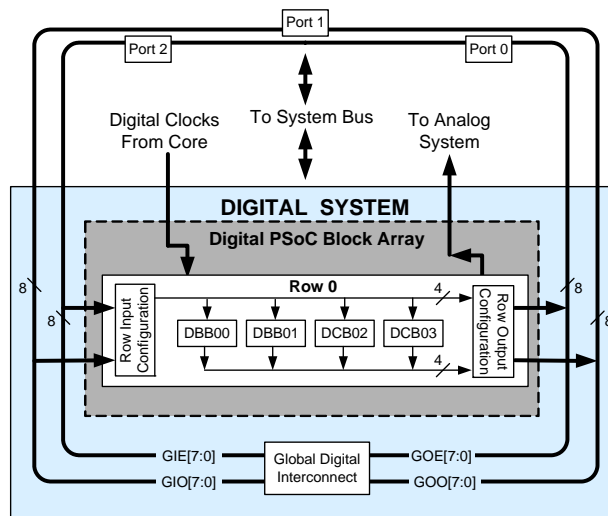 Port 1
Port 2
Port 0
Digital Clocks
From Core
To System Bus
To Analog
System
DIGITAL SYSTEM
Digital PSoC Block Array
Row 0
4
8
8
8
8
Row Input
Configuration
DBB00
DBB01
DCB02
DCB03
Row Output
Configuration
4
GIE[7:0]
GIO[7:0]
Global Digital
Interconnect
GOE[7:0]
GOO[7:0]